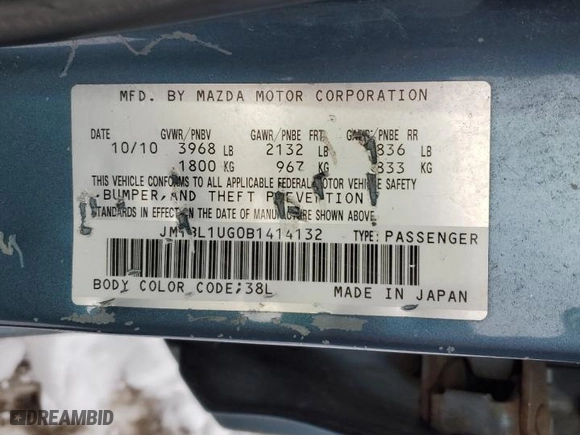 MFD. BY MAZDA MOTOR CORPORATION
DATE GVWR/PNBV GAWR/PNBE FRT RR
10/10 3968 LB 2132 LB 836 LB
1800 KG 967 KG 833 KG
THIS VEHICLE CONFORMS TO ALL APPLICABLE FEDERAL MOTOR VEHICLE SAFETY
BUMPER, AND THEFT PREVENTION
STANDARDS IN EFFECT ON THE DATE OF MANUFACTURE SHOWN ABOVE.
TYPE: PASSENGER
BODY COLOR CODE; 38L MADE IN JAPAN
DREAMBID